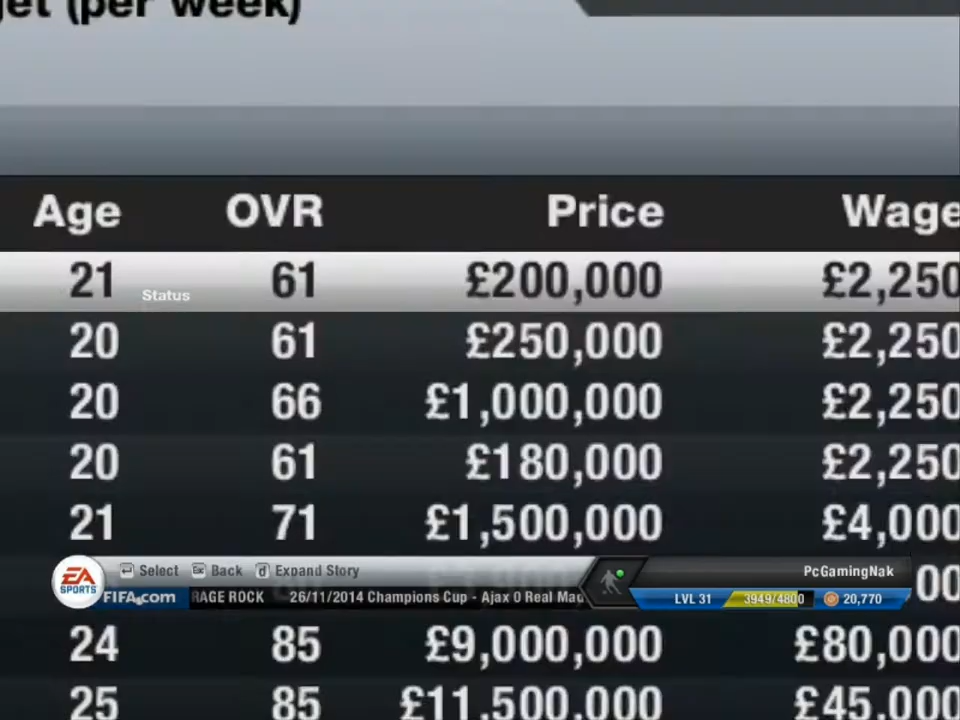 get (per week)
Age OVR Price Wage
21 61 £200,000 £2,250
Status
20 61 £250,000 £2,250
20 66 £1,000,000 £2,250
20 61 £180,000 £2,250
21 71 £1,500,000 £4,000
EA SPORTS Select Esc Back d Expand Story PcGamingNak
FIFA.com RAGE ROCK 26/11/2014 Champions Cup - Ajax 0 Real Mad LVL 31 3949/4800 20,770
24 85 £9,000,000 £80,000
25 85 £11,500,000 £45,000